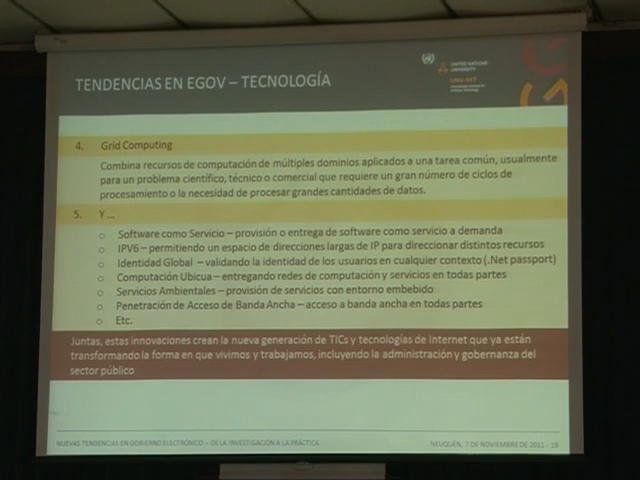 TENDENCIAS EN EGOV – TECNOLOGÍA
UNITED NATIONS
UNIVERSITY
UNU-IIST
4. Grid Computing
Combina recursos de computación de múltiples dominios aplicados a una tarea común, usualmente
para un problema científico, técnico o comercial que requiere un gran número de ciclos de
procesamiento o la necesidad de procesar grandes cantidades de datos.
5. Y ...
o Software como Servicio – provisión o entrega de software como servicio a demanda
o IPV6 – permitiendo un espacio de direcciones largas de IP para direccionar distintos recursos
o Identidad Global – validando la identidad de los usuarios en cualquier contexto (.Net passport)
o Computación Ubicua – entregando redes de computación y servicios en todas partes
o Servicios Ambientales – provisión de servicios con entorno embebido
o Penetración de Acceso de Banda Ancha – acceso a banda ancha en todas partes
o Etc.
Juntas, estas innovaciones crean la nueva generación de TICs y tecnologías de Internet que ya están
transformando la forma en que vivimos y trabajamos, incluyendo la administración y gobernanza del
sector público
NUEVAS TENDENCIAS EN GOBIERNO ELECTRÓNICO – DE LA INVESTIGACIÓN A LA PRÁCTICA
NEUQUÉN, 7 DE NOVIEMBRE DE 2011 - 19